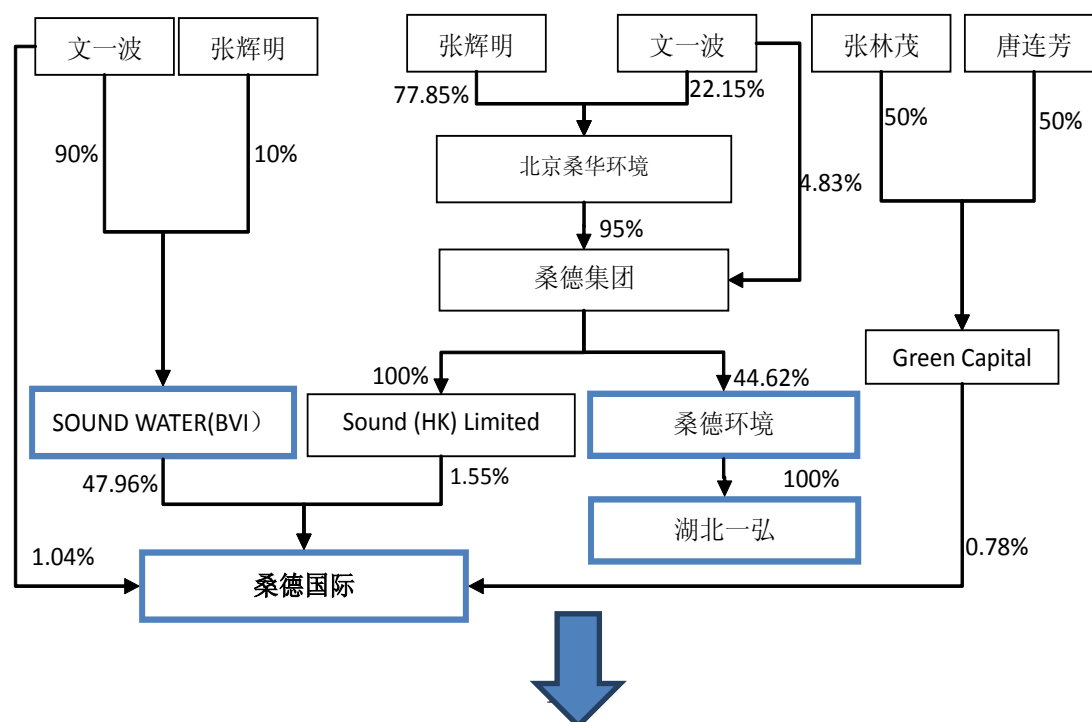 文一波
张辉明
张辉明
文一波
张林茂
唐连芳
77.85%
22.15%
50%
50%
90%
10%
北京桑华环境
4.83%
95%
桑德集团
Green Capital
100%
44.62%
SOUND WATER(BVI）
Sound (HK) Limited
桑德环境
47.96%
1.55%
100%
湖北一弘
1.04%
0.78%
桑德国际